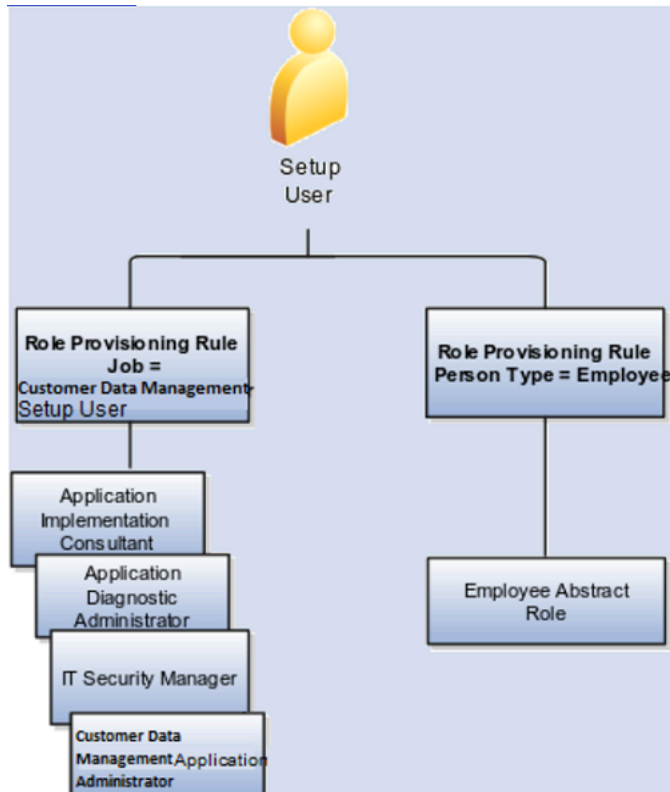 Setup
User
Role Provisioning Rule
Job =
Customer Data Management
Setup User
Role Provisioning Rule
Person Type = Employee
Application
Implementation
Consultant
Application
Diagnostic
Administrator
IT Security Manager
Customer Data
Management Application
Administrator
Employee Abstract
Role